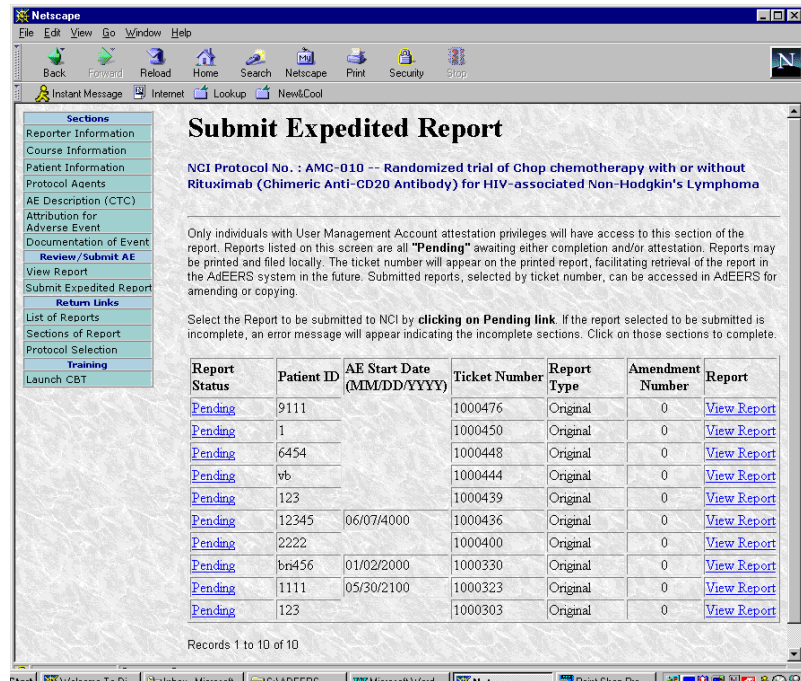 Netscape
File Edit View Go Window Help
Back Forward Reload Home Search Netscape Print Security Stop
N
Instant Message Internet Lookup New&Cool
Sections
Reporter Information
Course Information
Patient Information
Protocol Agents
AE Description (CTC)
Attribution for
Adverse Event
Documentation of Event
Review/Submit AE
View Report
Submit Expedited Report
Return Links
List of Reports
Sections of Report
Protocol Selection
Training
Launch CBT
Submit Expedited Report
NCI Protocol No. : AMC-010 -- Randomized trial of Chop chemotherapy with or without
Rituximab (Chimeric Anti-CD20 Antibody) for HIV-associated Non-Hodgkin's Lymphoma
Only individuals with User Management Account attestation privileges will have access to this section of the
report. Reports listed on this screen are all "Pending" awaiting either completion and/or attestation. Reports may
be printed and filed locally. The ticket number will appear on the printed report, facilitating retrieval of the report in
the AdEERS system in the future. Submitted reports, selected by ticket number, can be accessed in AdEERS for
amending or copying.
Select the Report to be submitted to NCI by clicking on Pending link. If the report selected to be submitted is
incomplete, an error message will appear indicating the incomplete sections. Click on those sections to complete.
Report Status Patient ID AE Start Date (MM/DD/YYYY) Ticket Number Report Type Amendment Number Report
Pending 9111 1000476 Original 0 View Report
Pending 1 1000450 Original 0 View Report
Pending 6454 1000448 Original 0 View Report
Pending vb 1000444 Original 0 View Report
Pending 123 1000439 Original 0 View Report
Pending 12345 06/07/4000 1000436 Original 0 View Report
Pending 2222 1000400 Original 0 View Report
Pending bri456 01/02/2000 1000330 Original 0 View Report
Pending 1111 05/30/2100 1000323 Original 0 View Report
Pending 123 1000303 Original 0 View Report
Records 1 to 10 of 10